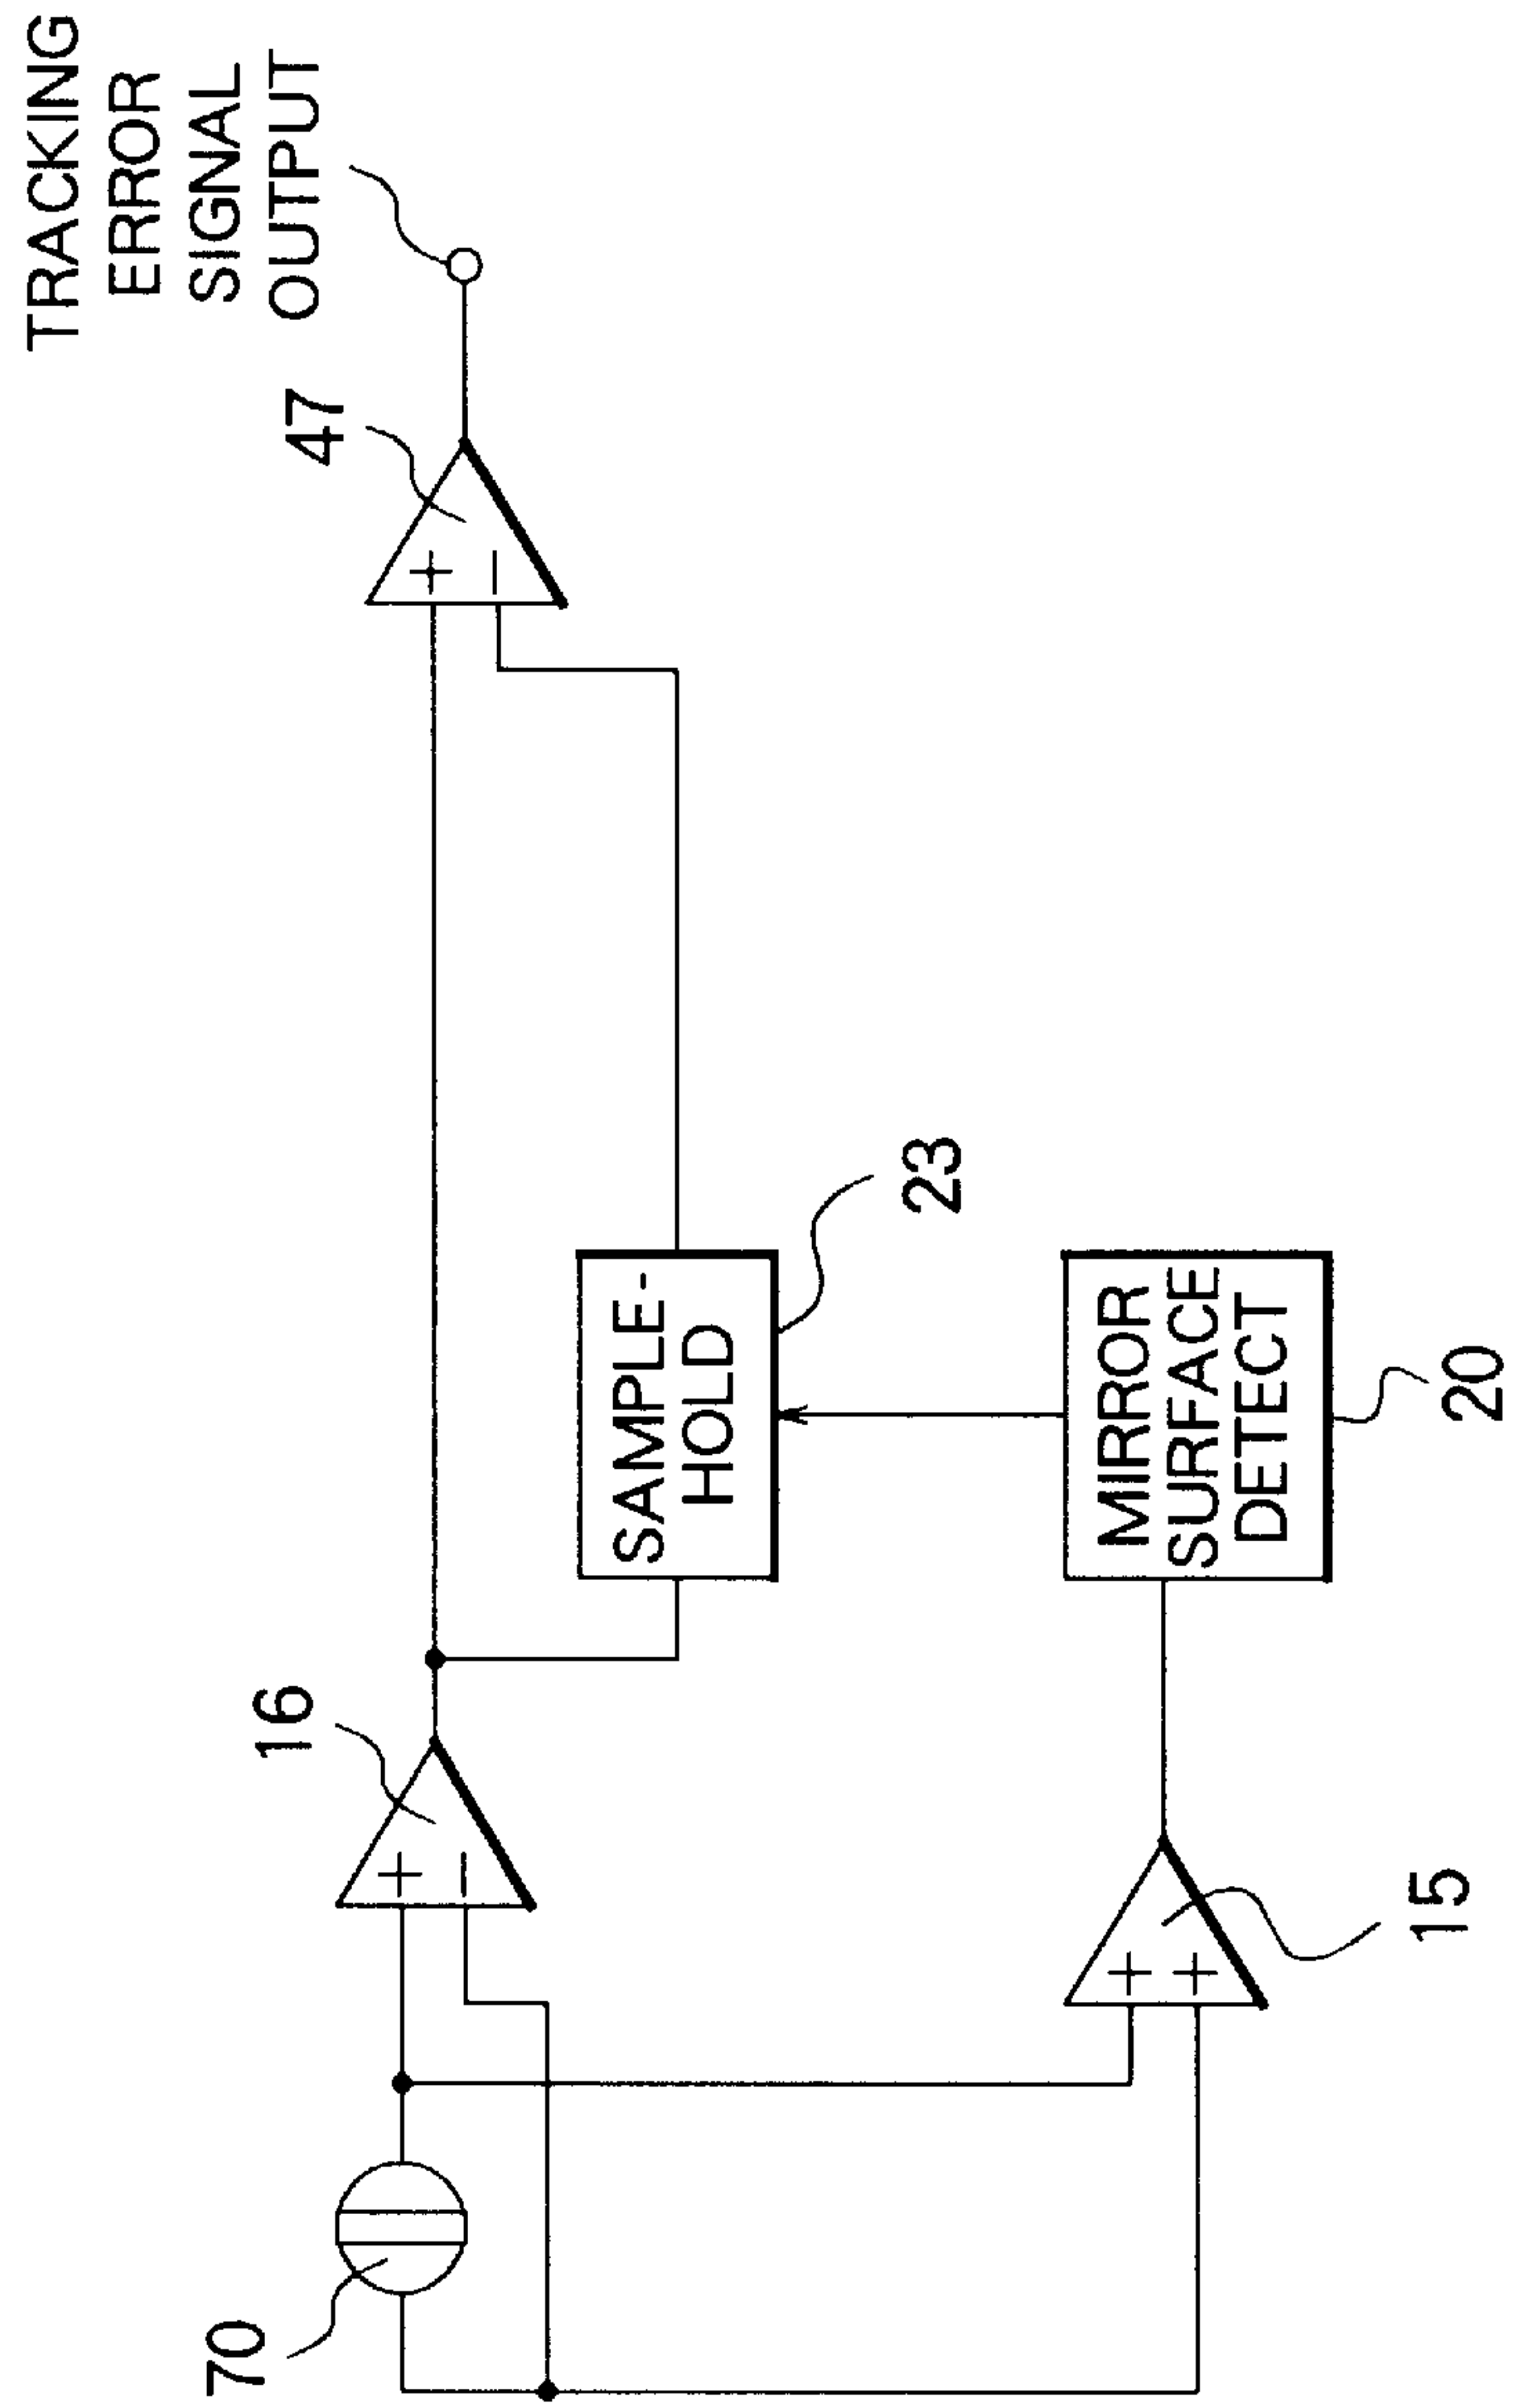 TRACKING
ERROR
SIGNAL
OUTPUT
47
+
−
16
+
−
SAMPLE-
HOLD
23
70
MIRROR
SURFACE
DETECT
20
15
+
+